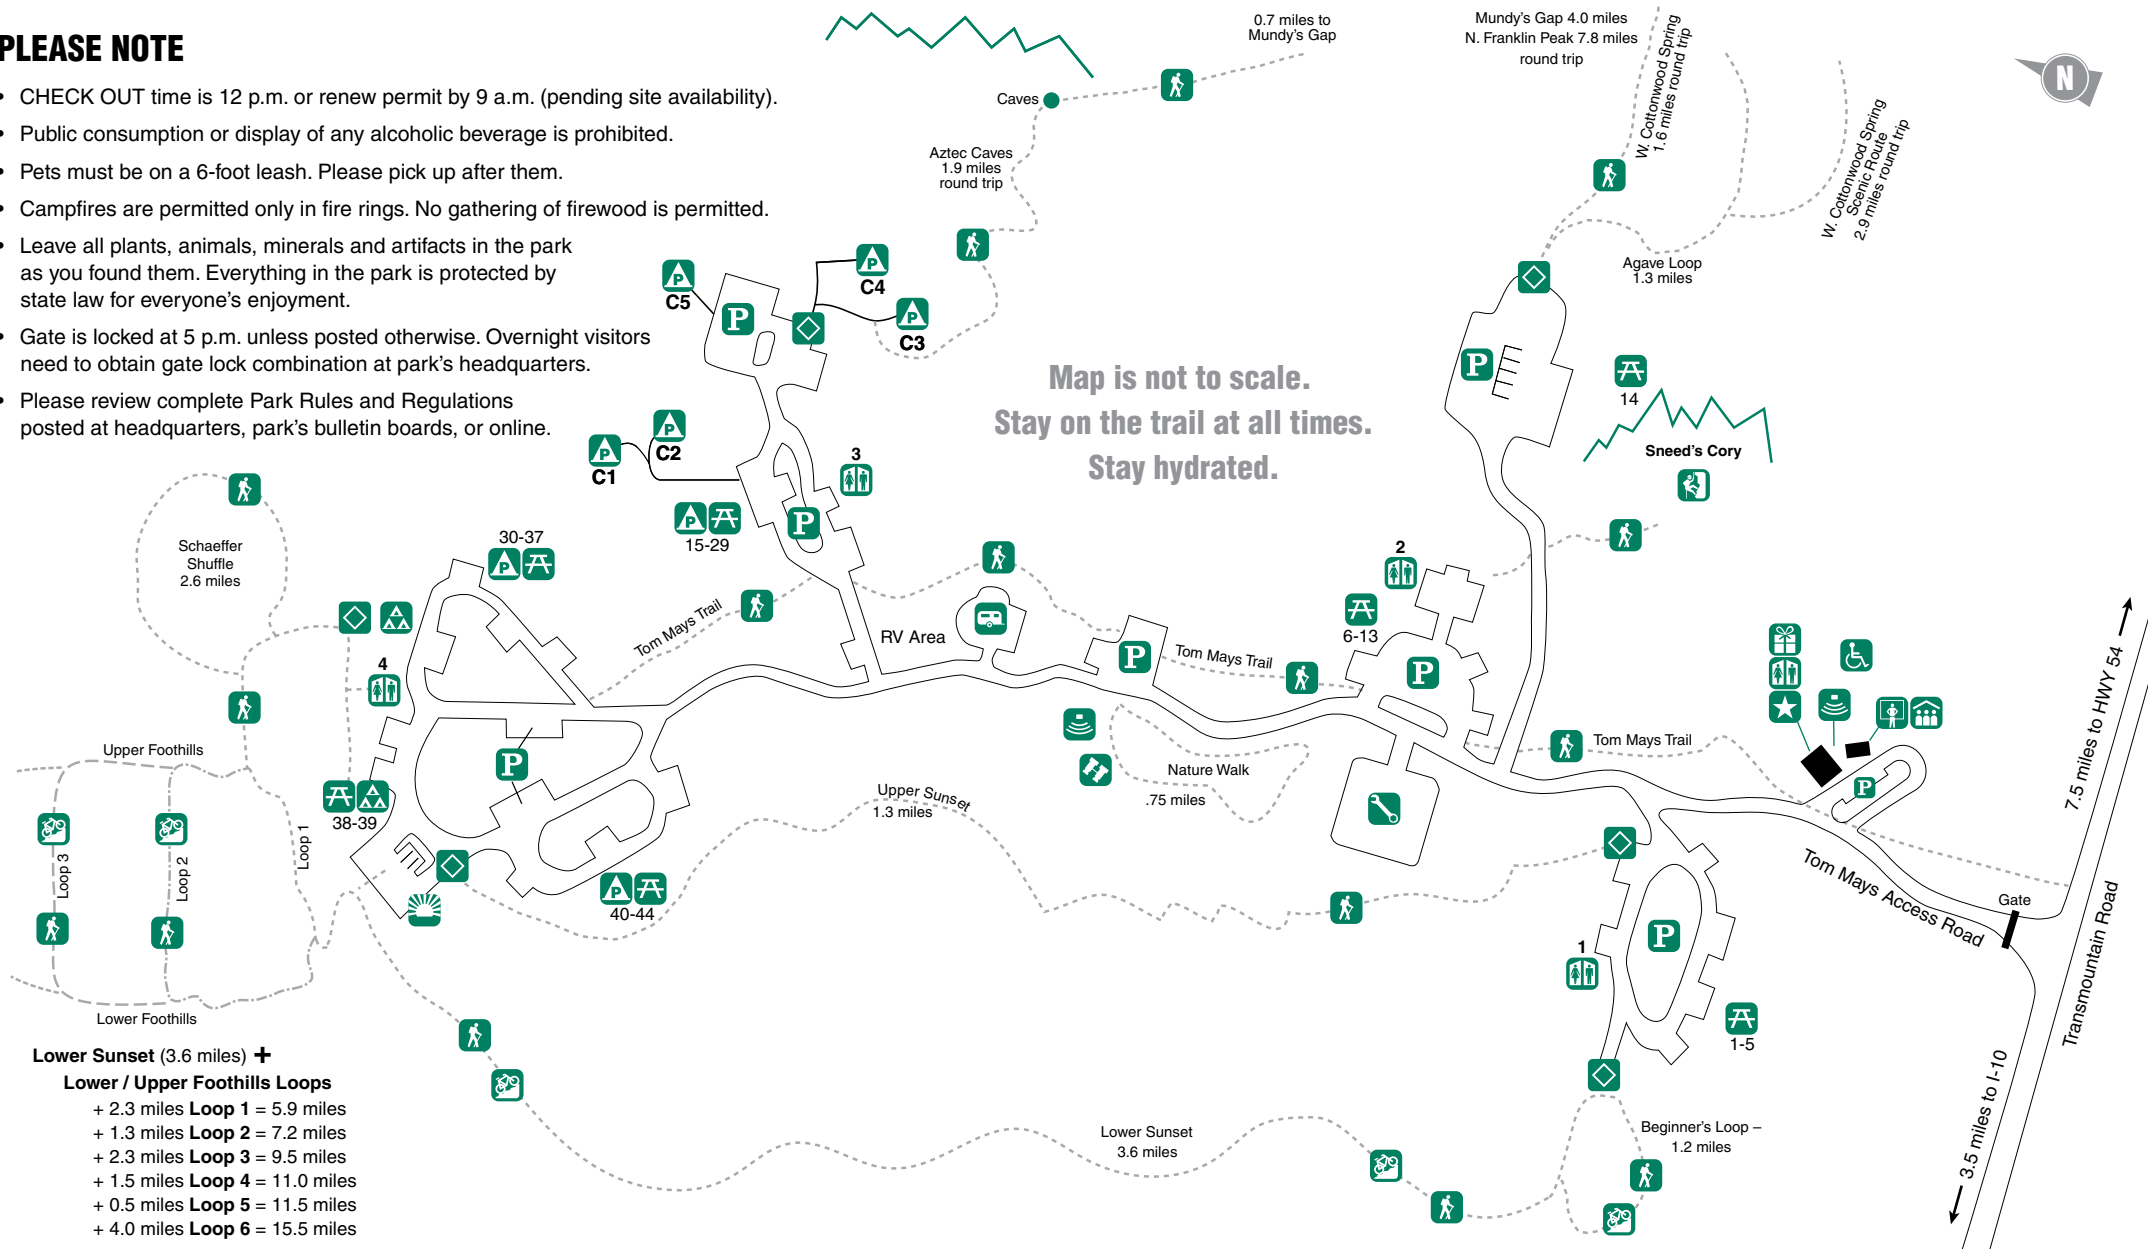 PLEASE NOTE
• CHECK OUT time is 12 p.m. or renew permit by 9 a.m. (pending site availability).
• Public consumption or display of any alcoholic beverage is prohibited.
• Pets must be on a 6-foot leash. Please pick up after them.
• Campfires are permitted only in fire rings. No gathering of firewood is permitted.
• Leave all plants, animals, minerals and artifacts in the park
as you found them. Everything in the park is protected by
state law for everyone's enjoyment.
• Gate is locked at 5 p.m. unless posted otherwise. Overnight visitors
need to obtain gate lock combination at park's headquarters.
• Please review complete Park Rules and Regulations
posted at headquarters, park's bulletin boards, or online.
0.7 miles to
Mundy's Gap
Mundy's Gap 4.0 miles
N. Franklin Peak 7.8 miles
round trip
W. Cottonwood Spring
1.6 miles round trip
W. Cottonwood Spring
Scenic Route
2.9 miles round trip
N
Caves
Aztec Caves
1.9 miles
round trip
Agave Loop
1.3 miles
C5
P
C4
C3
P
14
Sneed's Cory
Map is not to scale.
Stay on the trail at all times.
Stay hydrated.
C2
C1
3
15-29
P
30-37
Schaeffer
Shuffle
2.6 miles
2
6-13
P
Tom Mays Trail
RV Area
P
Tom Mays Trail
4
Tom Mays Trail
P
7.5 miles to HWY 54
Upper Foothills
P
Nature Walk
.75 miles
Upper Sunset
1.3 miles
38-39
Loop 1
Loop 2
Loop 3
40-44
Tom Mays Access Road
Gate
Transmountain Road
1
P
1-5
Lower Foothills
3.5 miles to I-10
Lower Sunset
3.6 miles
Beginner's Loop –
1.2 miles
Lower Sunset (3.6 miles) +
Lower / Upper Foothills Loops
+ 2.3 miles Loop 1 = 5.9 miles
+ 1.3 miles Loop 2 = 7.2 miles
+ 2.3 miles Loop 3 = 9.5 miles
+ 1.5 miles Loop 4 = 11.0 miles
+ 0.5 miles Loop 5 = 11.5 miles
+ 4.0 miles Loop 6 = 15.5 miles